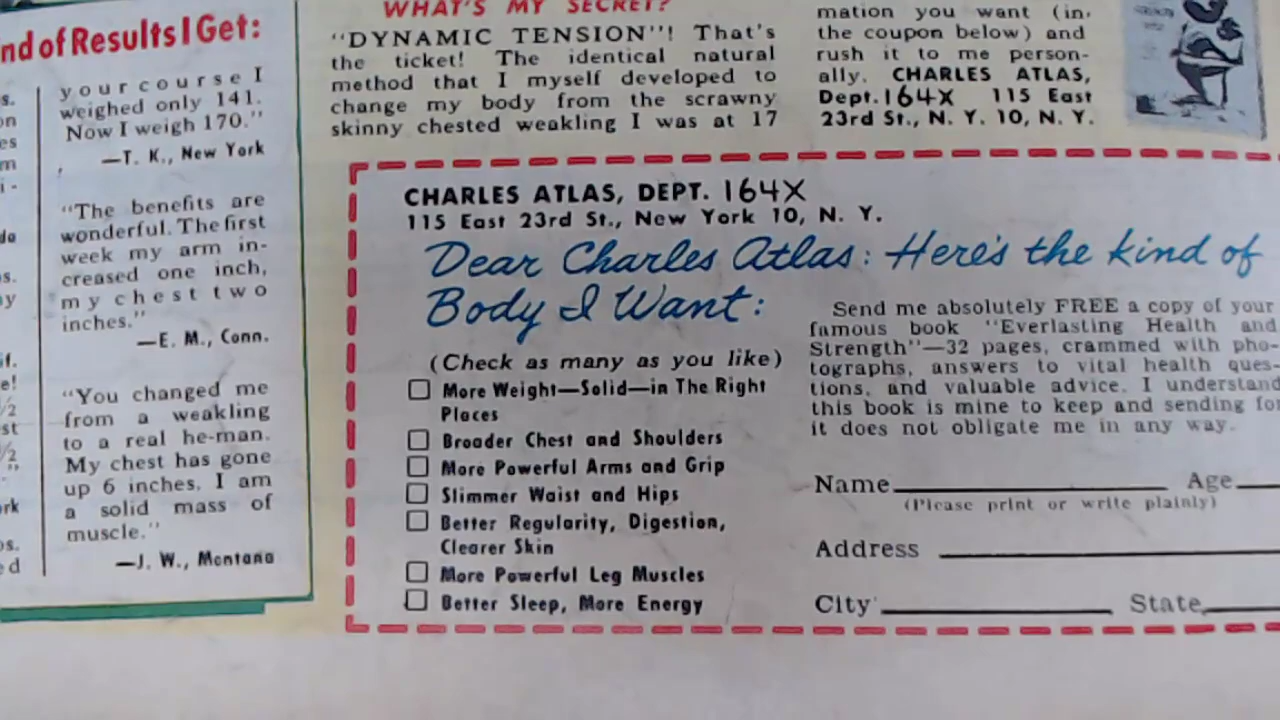 nd of Results I Get:
your course I
weighed only 141.
Now I weigh 170."
—T. K., New York
"The benefits are
wonderful. The first
week my arm in-
creased one inch,
my chest two
inches."
—E. M., Conn.
"You changed me
from a weakling
to a real he-man.
My chest has gone
up 6 inches. I am
a solid mass of
muscle."
—J. W., Montana
WHAT'S MY SECRET?
"DYNAMIC TENSION"! That's
the ticket! The identical natural
method that I myself developed to
change my body from the scrawny
skinny chested weakling I was at 17
mation you want (in
the coupon below) and
rush it to me person-
ally. CHARLES ATLAS,
Dept. 164X 115 East
23rd St., N. Y. 10, N. Y.
CHARLES ATLAS, DEPT. 164X
115 East 23rd St., New York 10, N. Y.
Dear Charles Atlas: Here's the kind of
Body I Want:
(Check as many as you like)
More Weight—Solid—in The Right
Places
Broader Chest and Shoulders
More Powerful Arms and Grip
Slimmer Waist and Hips
Better Regularity, Digestion,
Clearer Skin
More Powerful Leg Muscles
Better Sleep, More Energy
Send me absolutely FREE a copy of your
famous book "Everlasting Health and
Strength"—32 pages, crammed with pho-
tographs, answers to vital health ques-
tions, and valuable advice. I understand
this book is mine to keep and sending for
it does not obligate me in any way.
Name Age
(Please print or write plainly)
Address
City State